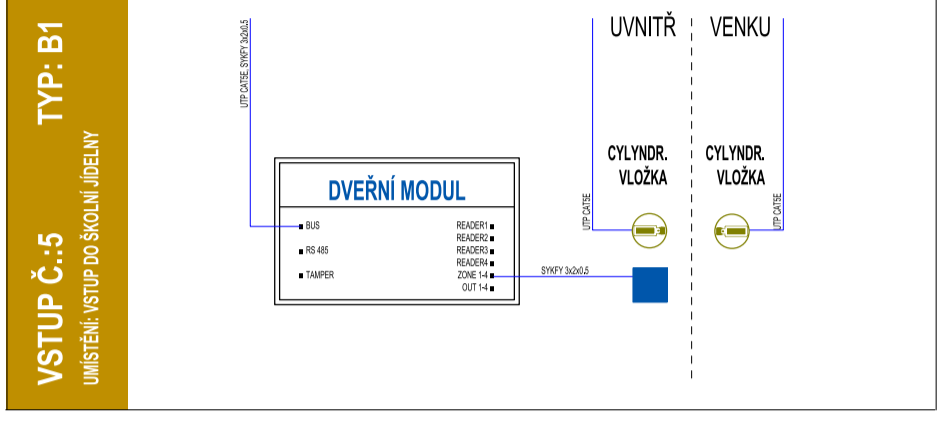 VSTUP Č.:5 TYP: B1
UMÍSTĚNÍ: VSTUP DO ŠKOLNÍ JÍDELNY
UTP CAT5E, SYKFY 3x2x0.5
DVEŘNÍ MODUL
BUS
RS 485
TAMPER
READER1
READER2
READER3
READER4
ZONE 1-4
OUT 1-4
SYKFY 3x2x0,5
UVNITŘ
VENKU
CYLYNDR.
VLOŽKA
CYLYNDR.
VLOŽKA
UTP CAT5E
UTP CAT5E